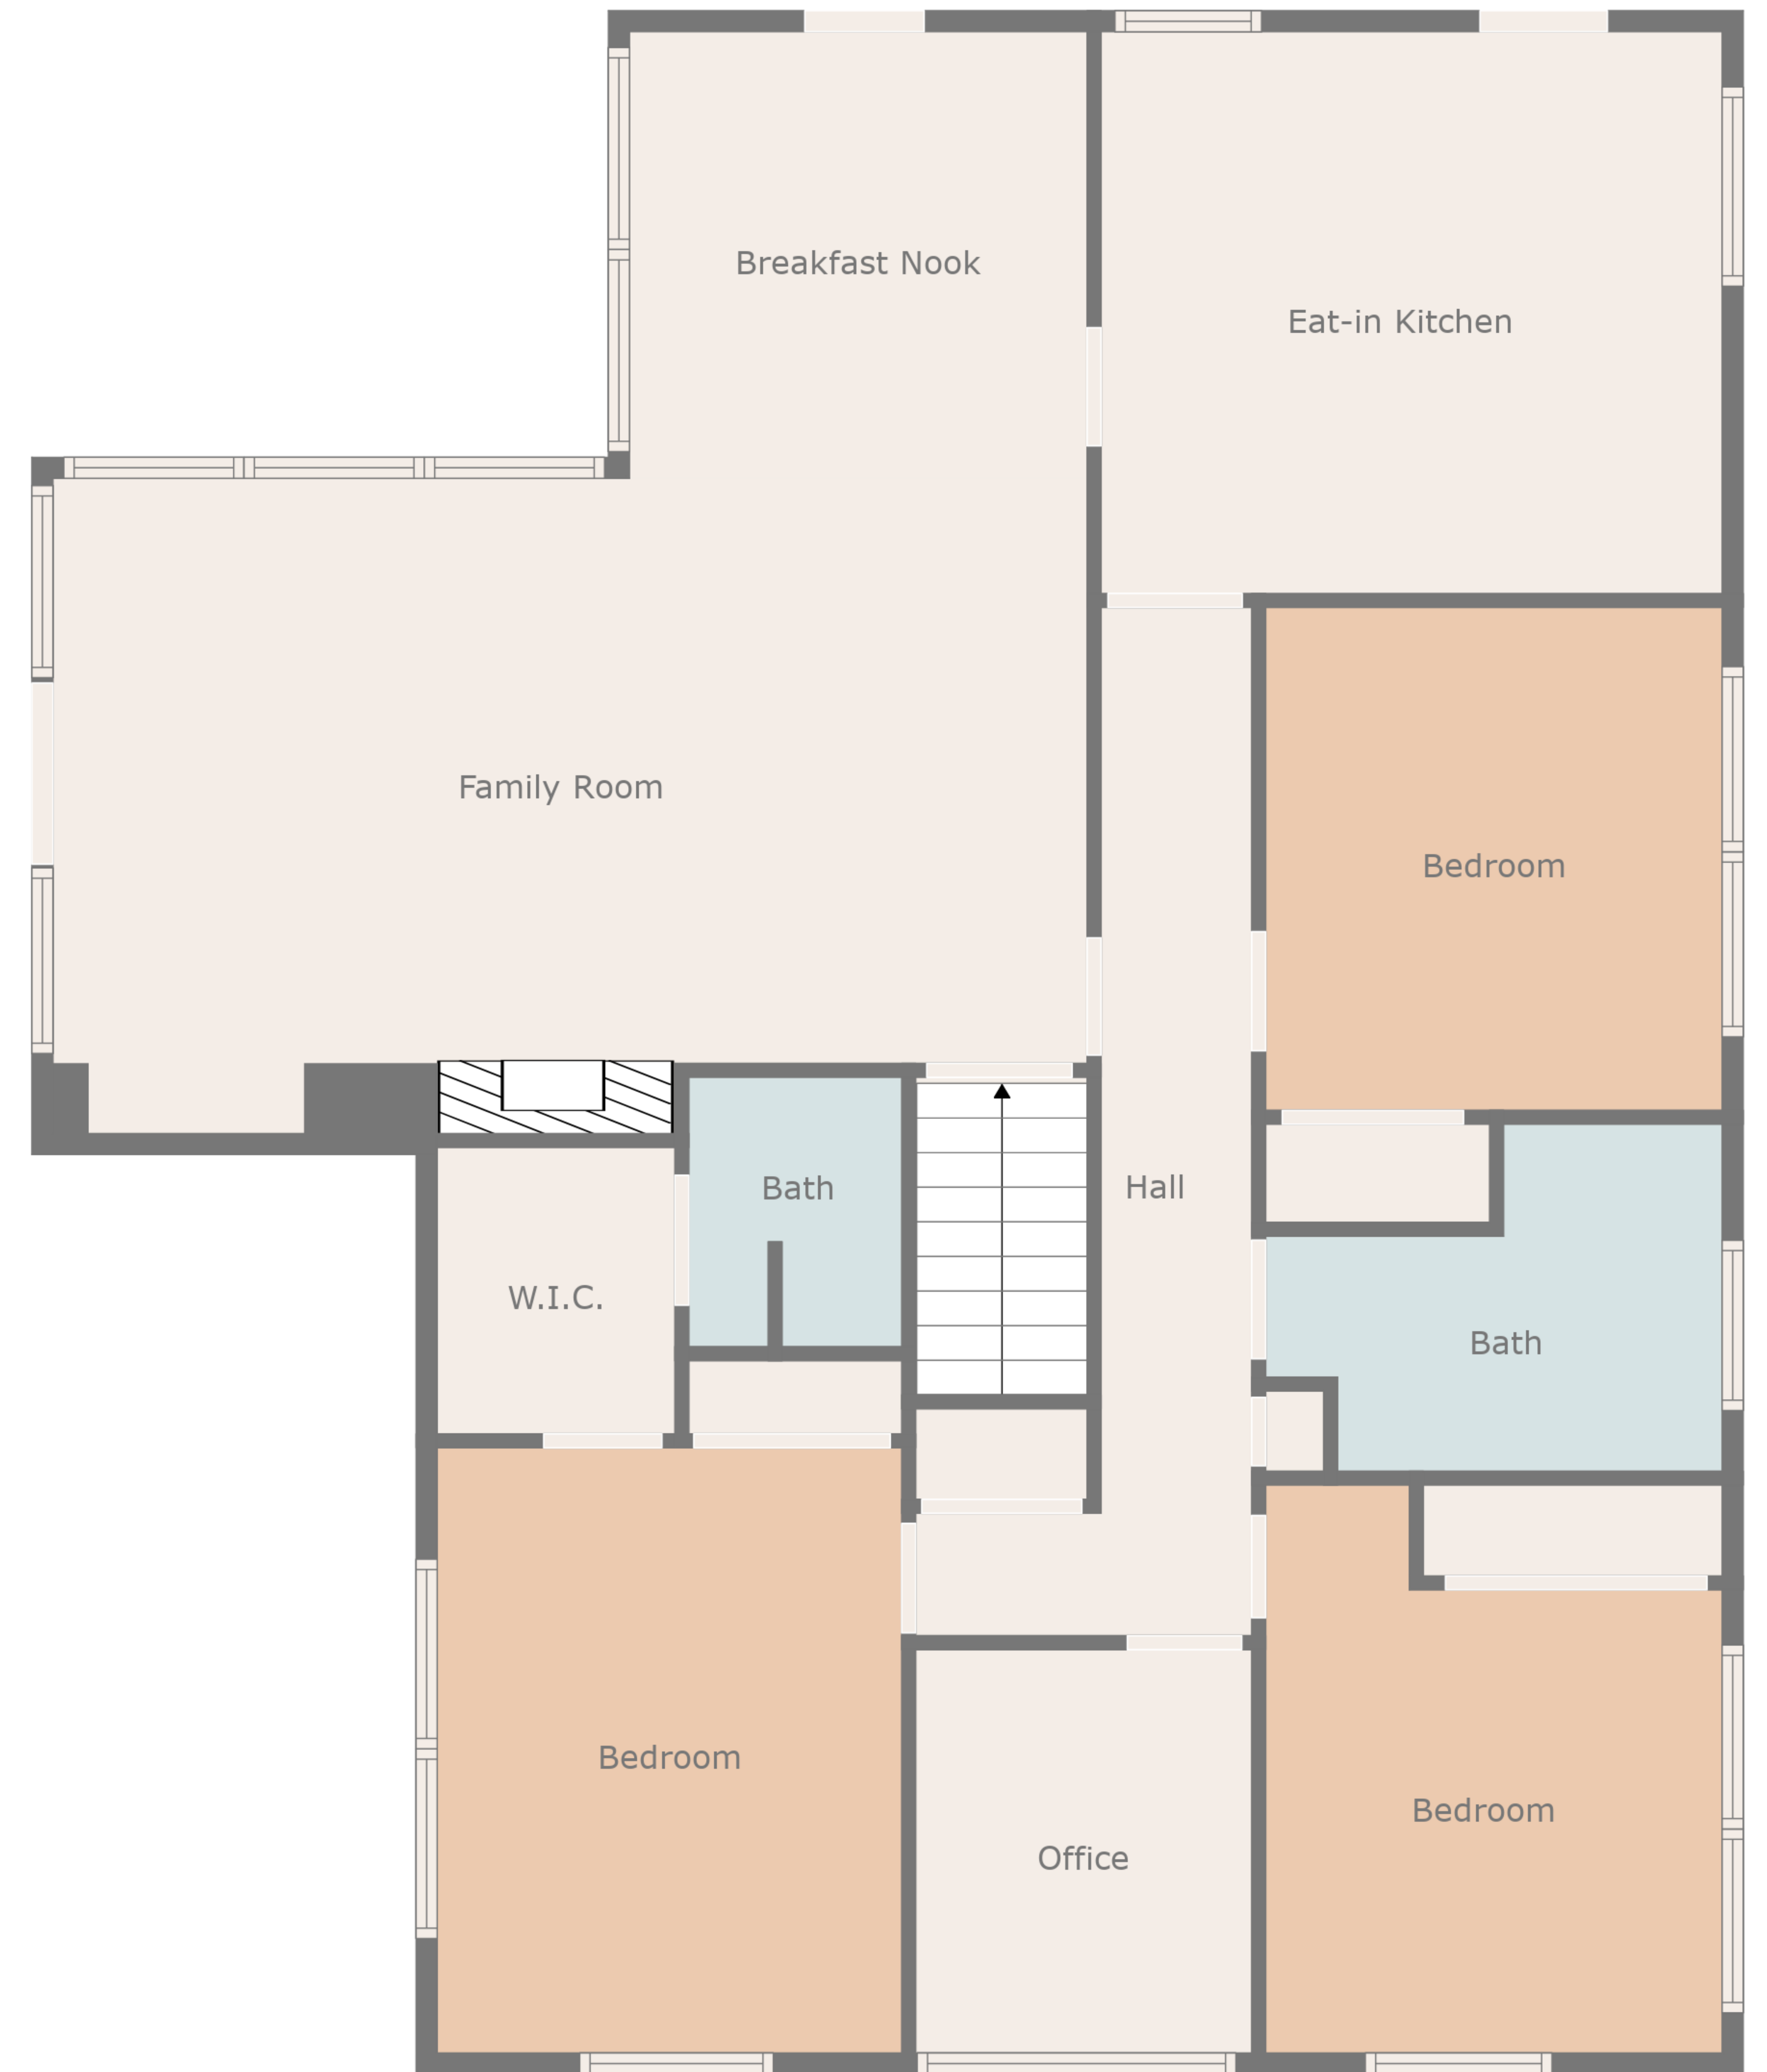 Breakfast Nook
Eat-in Kitchen
Family Room
Bedroom
Bath
Hall
W.I.C.
Bath
Bedroom
Bedroom
Office